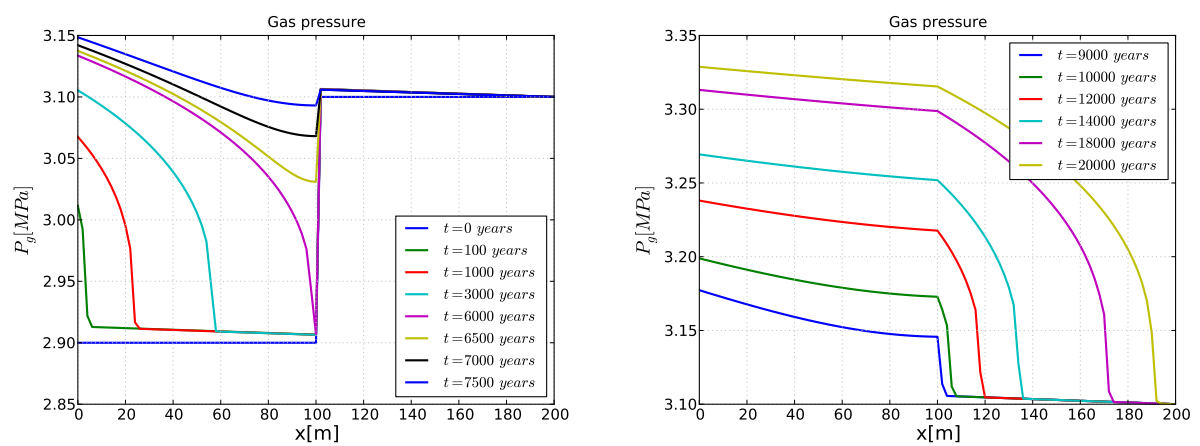 Gas pressure
3.15
3.10
3.05
3.00
2.95
2.90
2.85
P_g[MPa]
0 20 40 60 80 100 120 140 160 180 200
x[m]
t=0 years
t=100 years
t=1000 years
t=3000 years
t=6000 years
t=6500 years
t=7000 years
t=7500 years
Gas pressure
3.35
3.30
3.25
3.20
3.15
3.10
P_g[MPa]
0 20 40 60 80 100 120 140 160 180 200
x[m]
t=9000 years
t=10000 years
t=12000 years
t=14000 years
t=18000 years
t=20000 years